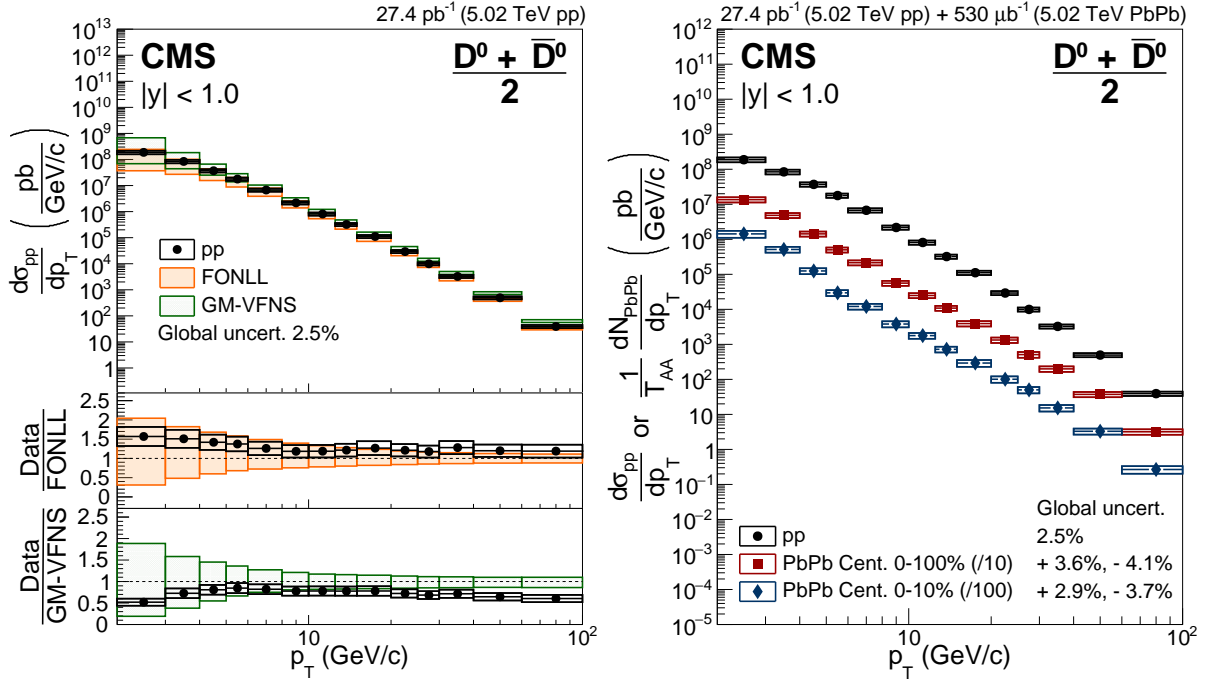 27.4 pb⁻¹ (5.02 TeV pp)
CMS
|y| < 1.0
D⁰ + D̅⁰
2
dσ_pp
dp_T
( pb
GeV/c )
10¹³
10¹²
10¹¹
10¹⁰
10⁹
10⁸
10⁷
10⁶
10⁵
10⁴
10³
10²
10
1
pp
FONLL
GM-VFNS
Global uncert. 2.5%
Data
FONLL
2.5
2
1.5
1
0.5
0
Data
GM-VFNS
2.5
2
1.5
1
0.5
0
10
10²
p_T (GeV/c)
27.4 pb⁻¹ (5.02 TeV pp) + 530 μb⁻¹ (5.02 TeV PbPb)
CMS
|y| < 1.0
D⁰ + D̅⁰
2
dσ_pp
dp_T
or
1
T_AA
dN_PbPb
dp_T
( pb
GeV/c )
10¹²
10¹¹
10¹⁰
10⁹
10⁸
10⁷
10⁶
10⁵
10⁴
10³
10²
10
1
10⁻¹
10⁻²
10⁻³
10⁻⁴
10⁻⁵
Global uncert.
pp 2.5%
PbPb Cent. 0-100% (/10) + 3.6%, - 4.1%
PbPb Cent. 0-10% (/100) + 2.9%, - 3.7%
10
10²
p_T (GeV/c)